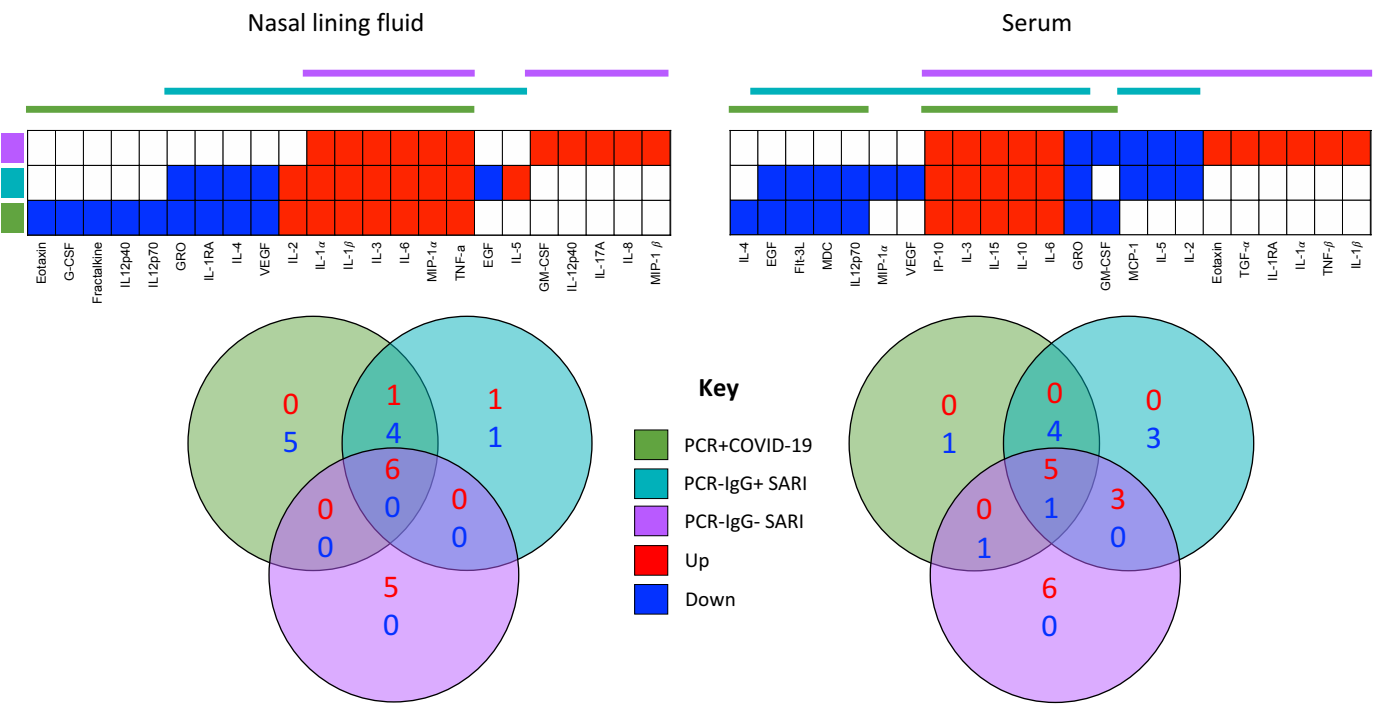 Nasal lining fluid
Serum
Eotaxin
G-CSF
Fractalkine
IL12p40
IL12p70
GRO
IL-1RA
IL-4
VEGF
IL-2
IL-1α
IL-1β
IL-3
IL-6
MIP-1α
TNF-a
EGF
IL-5
GM-CSF
IL-12p40
IL-17A
IL-8
MIP-1 β
IL-4
EGF
Flt-3L
MDC
IL12p70
MIP-1α
VEGF
IP-10
IL-3
IL-15
IL-10
IL-6
GRO
GM-CSF
MCP-1
IL-5
IL-2
Eotaxin
TGF-α
IL-1RA
IL-1α
TNF-β
IL-1β
0
5
1
4
1
1
6
0
0
0
0
0
5
0
Key
PCR+COVID-19
PCR-IgG+ SARI
PCR-IgG- SARI
Up
Down
0
1
0
4
0
3
5
1
0
1
3
0
6
0